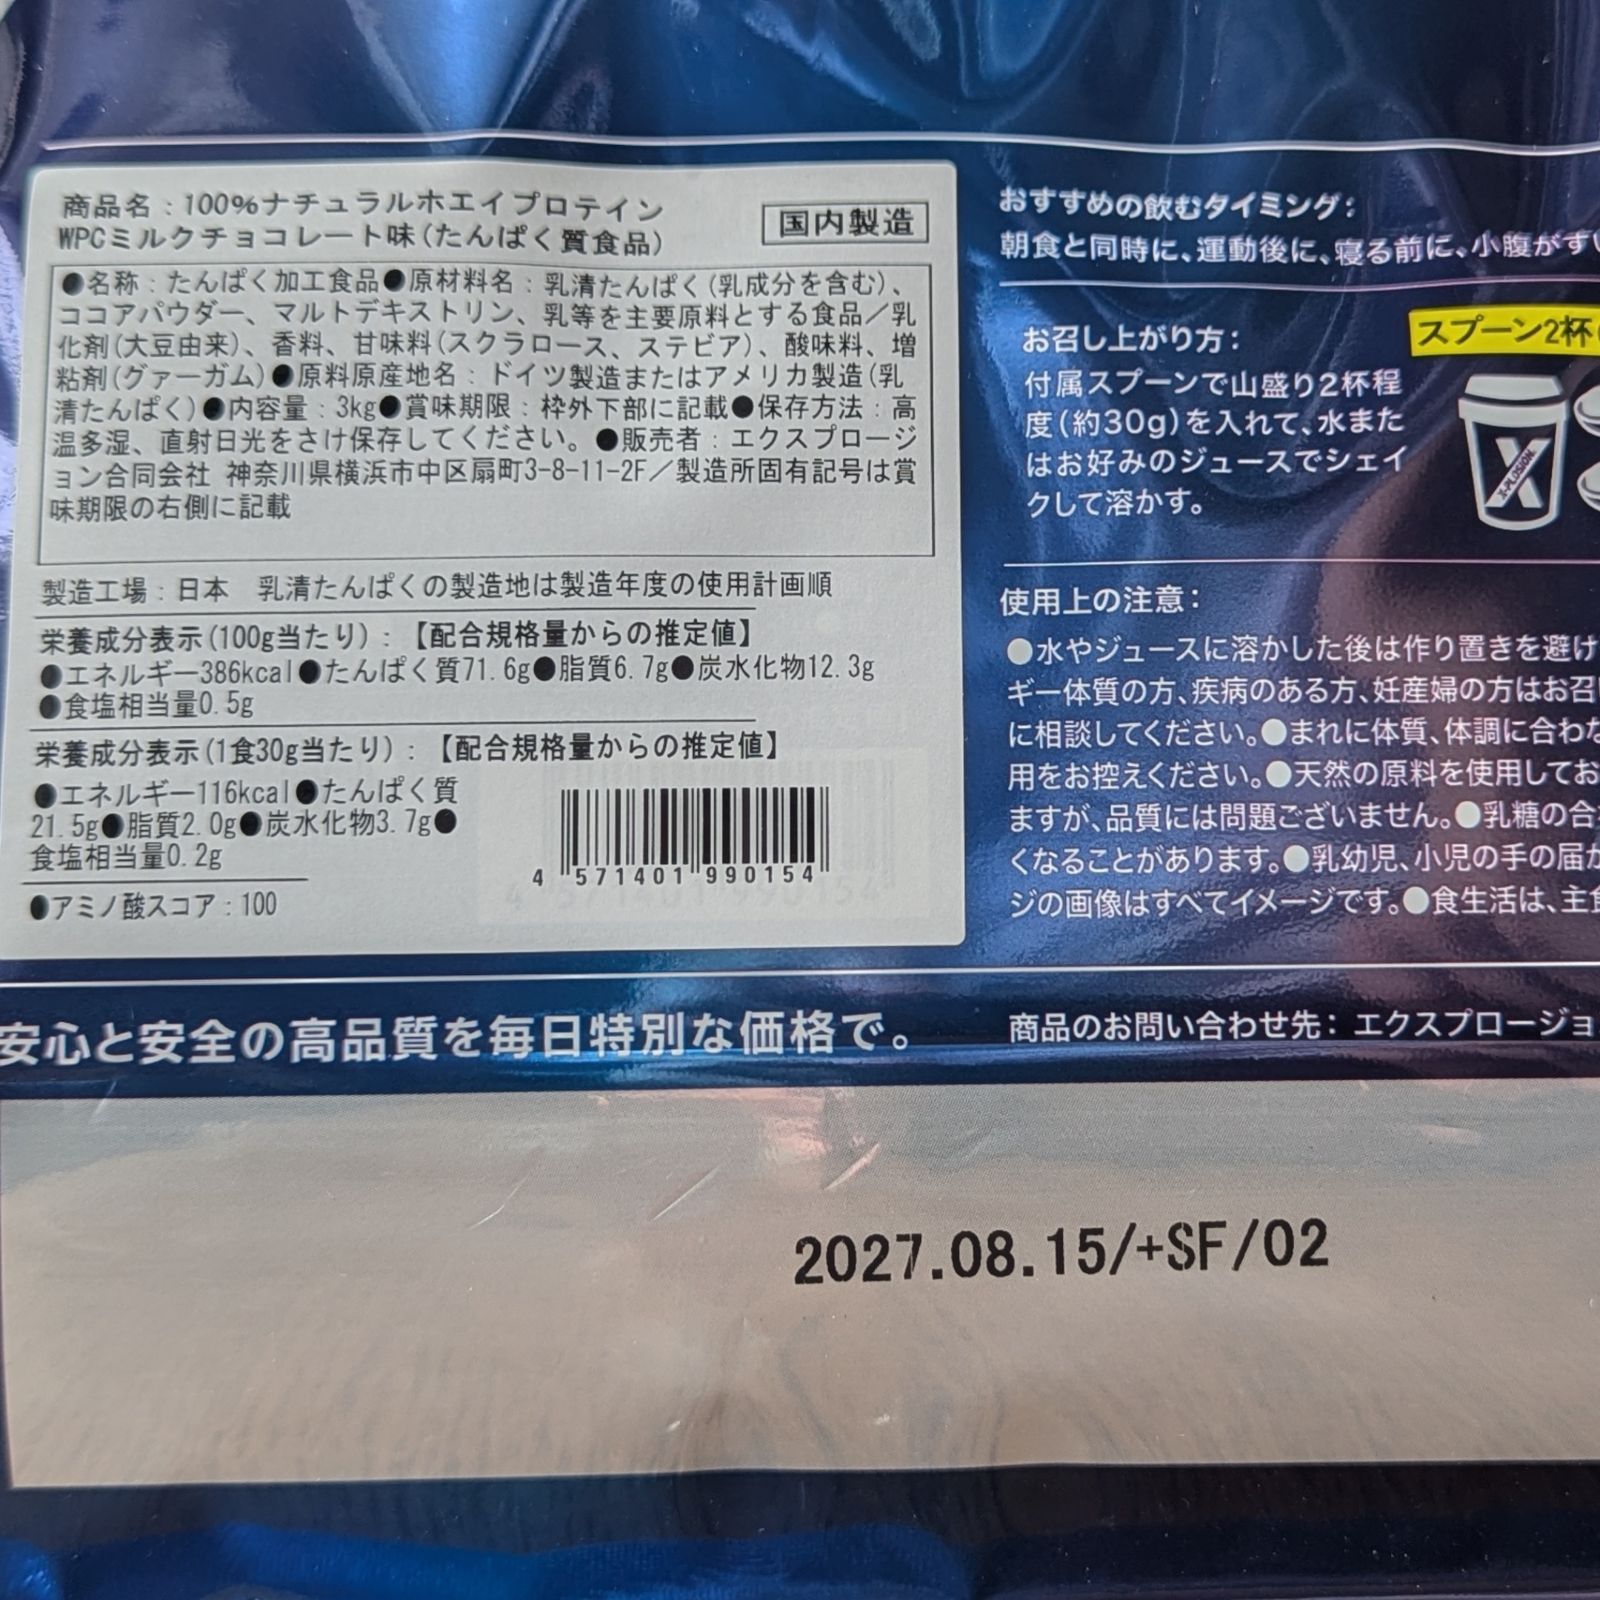 商品名：100%ナチュラルホエイプロテイン
WPCミルクチョコレート味(たんぱく質食品)
国内製造
●名称：たんぱく加工食品●原材料名：乳清たんぱく(乳成分を含む)、
ココアパウダー、マルトデキストリン、乳等を主要原料とする食品／乳
化剤(大豆由来)、香料、甘味料(スクラロース、ステビア)、酸味料、増
粘剤(グァーガム)●原料原産地名：ドイツ製造またはアメリカ製造(乳
清たんぱく)●内容量：3kg●賞味期限：枠外下部に記載●保存方法：高
温多湿、直射日光をさけ保存してください。●販売者：エクスプロージ
ョン合同会社 神奈川県横浜市中区扇町3-8-11-2F／製造所固有記号は賞
味期限の右側に記載
製造工場：日本　乳清たんぱくの製造地は製造年度の使用計画順
栄養成分表示(100g当たり)：【配合規格量からの推定値】
●エネルギー386kcal●たんぱく質71.6g●脂質6.7g●炭水化物12.3g
●食塩相当量0.5g
栄養成分表示(1食30g当たり)：【配合規格量からの推定値】
●エネルギー116kcal●たんぱく質
21.5g●脂質2.0g●炭水化物3.7g●
食塩相当量0.2g
●アミノ酸スコア：100
4 571401 990154
おすすめの飲むタイミング：
朝食と同時に、運動後に、寝る前に、小腹がす
お召し上がり方：
スプーン2杯
付属スプーンで山盛り2杯程
度(約30g)を入れて、水また
はお好みのジュースでシェイ
クして溶かす。
X-PLOSION
使用上の注意：
●水やジュースに溶かした後は作り置きを避け
ギー体質の方、疾病のある方、妊産婦の方はお召
に相談してください。●まれに体質、体調に合わ
用をお控えください。●天然の原料を使用してお
ますが、品質には問題ございません。●乳糖の合
くなることがあります。●乳幼児、小児の手の届か
ジの画像はすべてイメージです。●食生活は、主食
安心と安全の高品質を毎日特別な価格で。
商品のお問い合わせ先：エクスプロージョ
2027.08.15/+SF/02